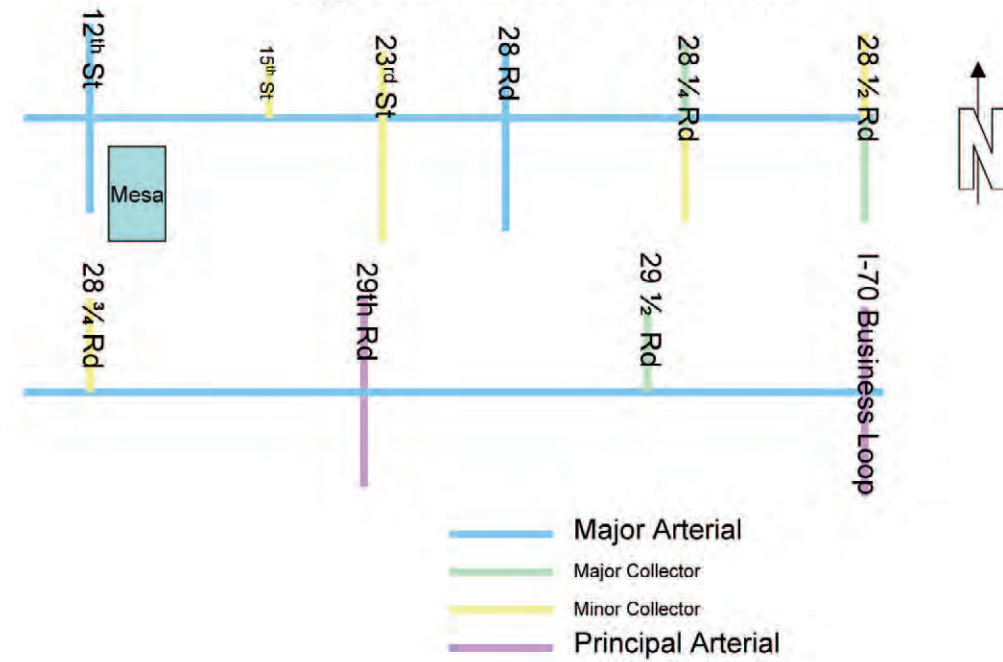 12th St
15th St
23rd St
28 Rd
28 ¼ Rd
28 ½ Rd
N
Mesa
28 ¾ Rd
29th Rd
29 ½ Rd
I-70 Business Loop
Major Arterial
Major Collector
Minor Collector
Principal Arterial